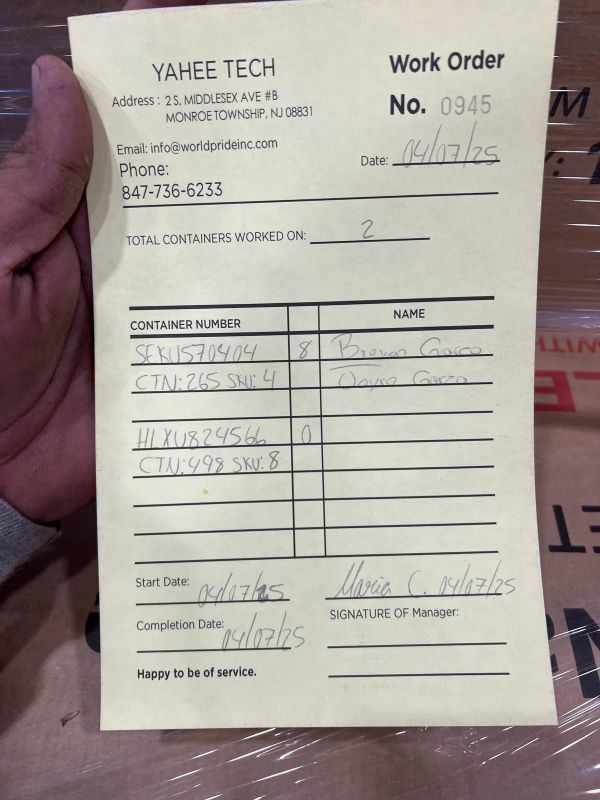 YAHEE TECH
Work Order
Address : 2 S, MIDDLESEX AVE #B
MONROE TOWNSHIP, NJ 08831
No. 0945
Email: info@worldprideinc.com
Phone:
847-736-6233
Date: 04/07/25
TOTAL CONTAINERS WORKED ON: 2
CONTAINER NUMBER NAME
SEKU570404 8
CTN:265 SKU:4
HLXU824566 0
CTN:498 SKU:8
Start Date: 04/07/25
Maria C. 04/07/25
SIGNATURE OF Manager:
Completion Date: 04/07/25
Happy to be of service.